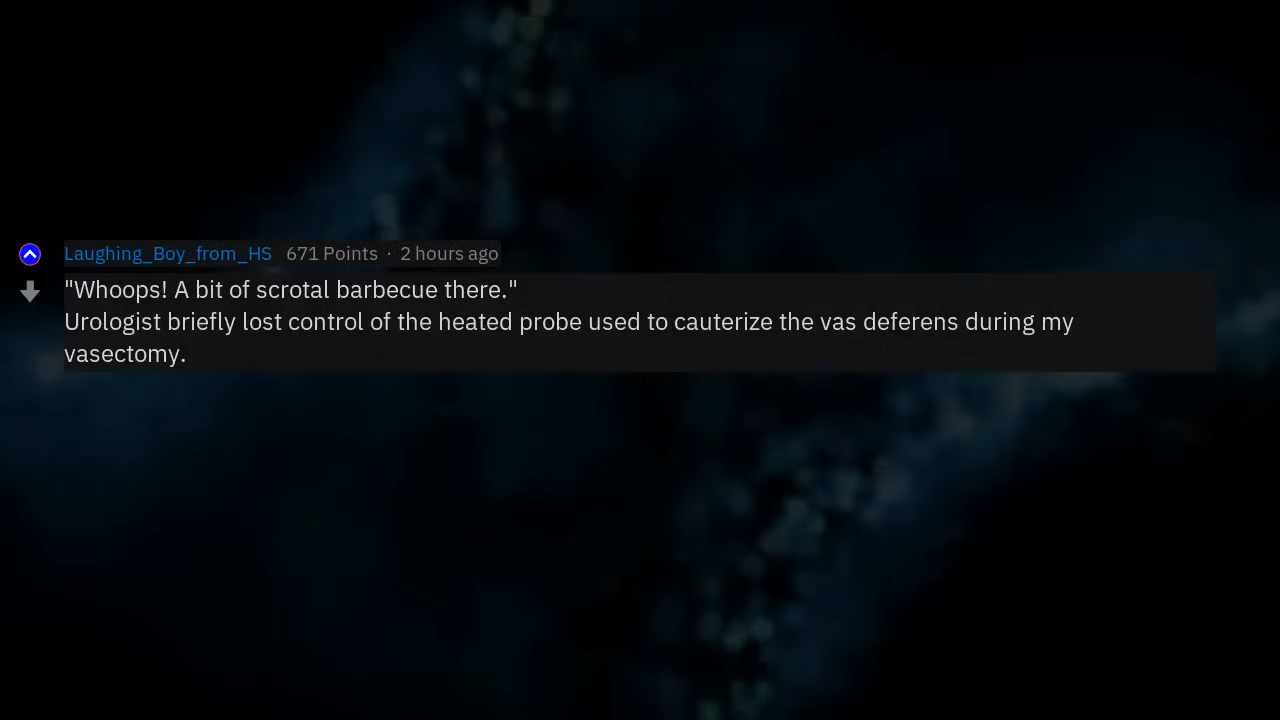 Laughing_Boy_from_HS 671 Points · 2 hours ago
"Whoops! A bit of scrotal barbecue there."
Urologist briefly lost control of the heated probe used to cauterize the vas deferens during my
vasectomy.